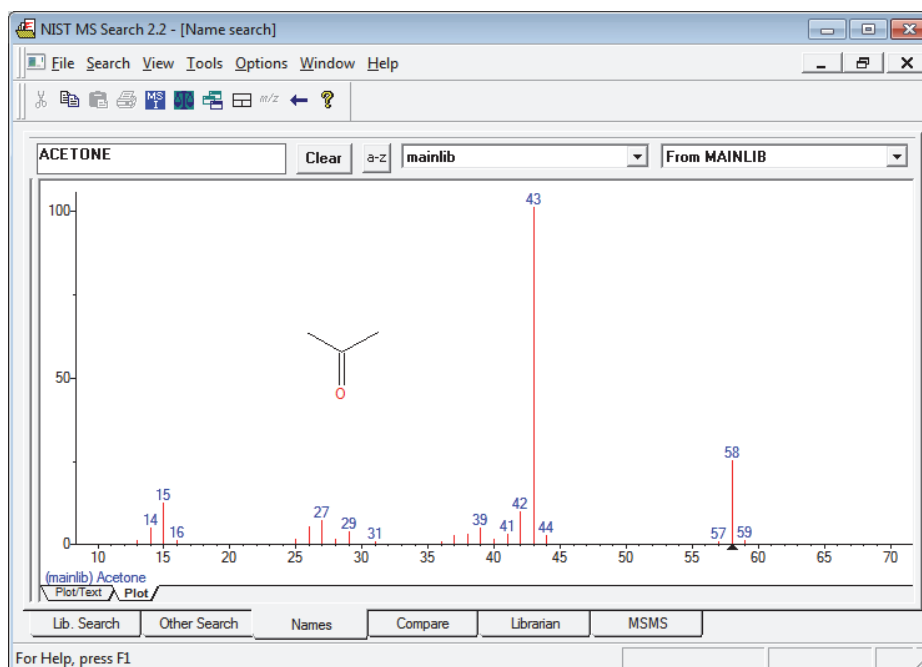 NIST MS Search 2.2 - [Name search]
File Search View Tools Options Window Help
MS I m/z ?
ACETONE Clear a-z mainlib From MAINLIB
43
100
50
O
58
15
14
16
27
29
31
39
41
42
44
57
59
0
10 15 20 25 30 35 40 45 50 55 60 65 70
(mainlib) Acetone
Plot/Text Plot
Lib. Search Other Search Names Compare Librarian MSMS
For Help, press F1